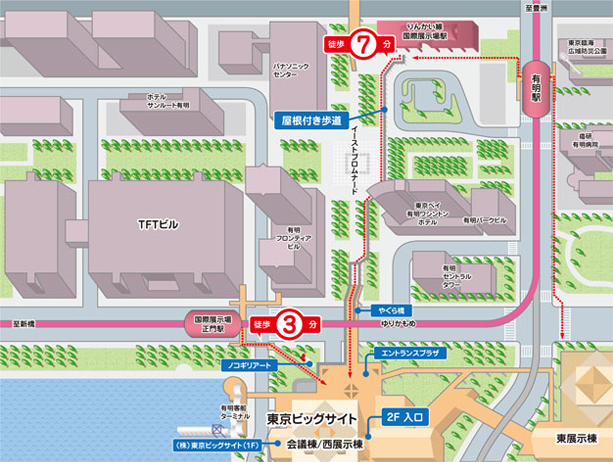 至豊洲
りんかい線
国際展示場駅
徒歩 7 分
東京臨海
広域防災公園
パナソニック
センター
有明駅
ホテル
サンルート有明
屋根付き歩道
癌研
有明病院
イーストプロムナード
東京ベイ
有明ワシントン
ホテル
有明パークビル
TFTビル
有明
フロンティア
ビル
有明
セントラル
タワー
やぐら橋
至新橋
国際展示場
正門駅
徒歩 3 分
ゆりかもめ
ノコギリアート
エントランスプラザ
有明客船
ターミナル
東京ビッグサイト
2F 入口
(株)東京ビッグサイト(1F)
会議棟/西展示棟
東展示棟